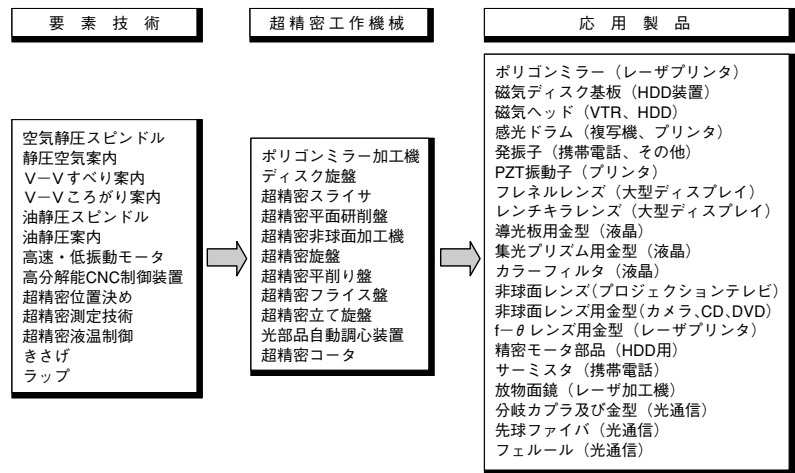 要素技術
空気静圧スピンドル
静圧空気案内
V－Vすべり案内
V－Vころがり案内
油静圧スピンドル
油静圧案内
高速・低振動モータ
高分解能CNC制御装置
超精密位置決め
超精密測定技術
超精密液温制御
きさげ
ラップ
超精密工作機械
ポリゴンミラー加工機
ディスク旋盤
超精密スライサ
超精密平面研削盤
超精密非球面加工機
超精密旋盤
超精密平削り盤
超精密フライス盤
超精密立て旋盤
光部品自動調心装置
超精密コータ
応用製品
ポリゴンミラー（レーザプリンタ）
磁気ディスク基板（HDD装置）
磁気ヘッド（VTR、HDD）
感光ドラム（複写機、プリンタ）
発振子（携帯電話、その他）
PZT振動子（プリンタ）
フレネルレンズ（大型ディスプレイ）
レンチキラレンズ（大型ディスプレイ）
導光板用金型（液晶）
集光プリズム用金型（液晶）
カラーフィルタ（液晶）
非球面レンズ（プロジェクションテレビ）
非球面レンズ用金型（カメラ、CD、DVD）
f－θレンズ用金型（レーザプリンタ）
精密モータ部品（HDD用）
サーミスタ（携帯電話）
放物面鏡（レーザ加工機）
分岐カプラ及び金型（光通信）
先球ファイバ（光通信）
フェルール（光通信）